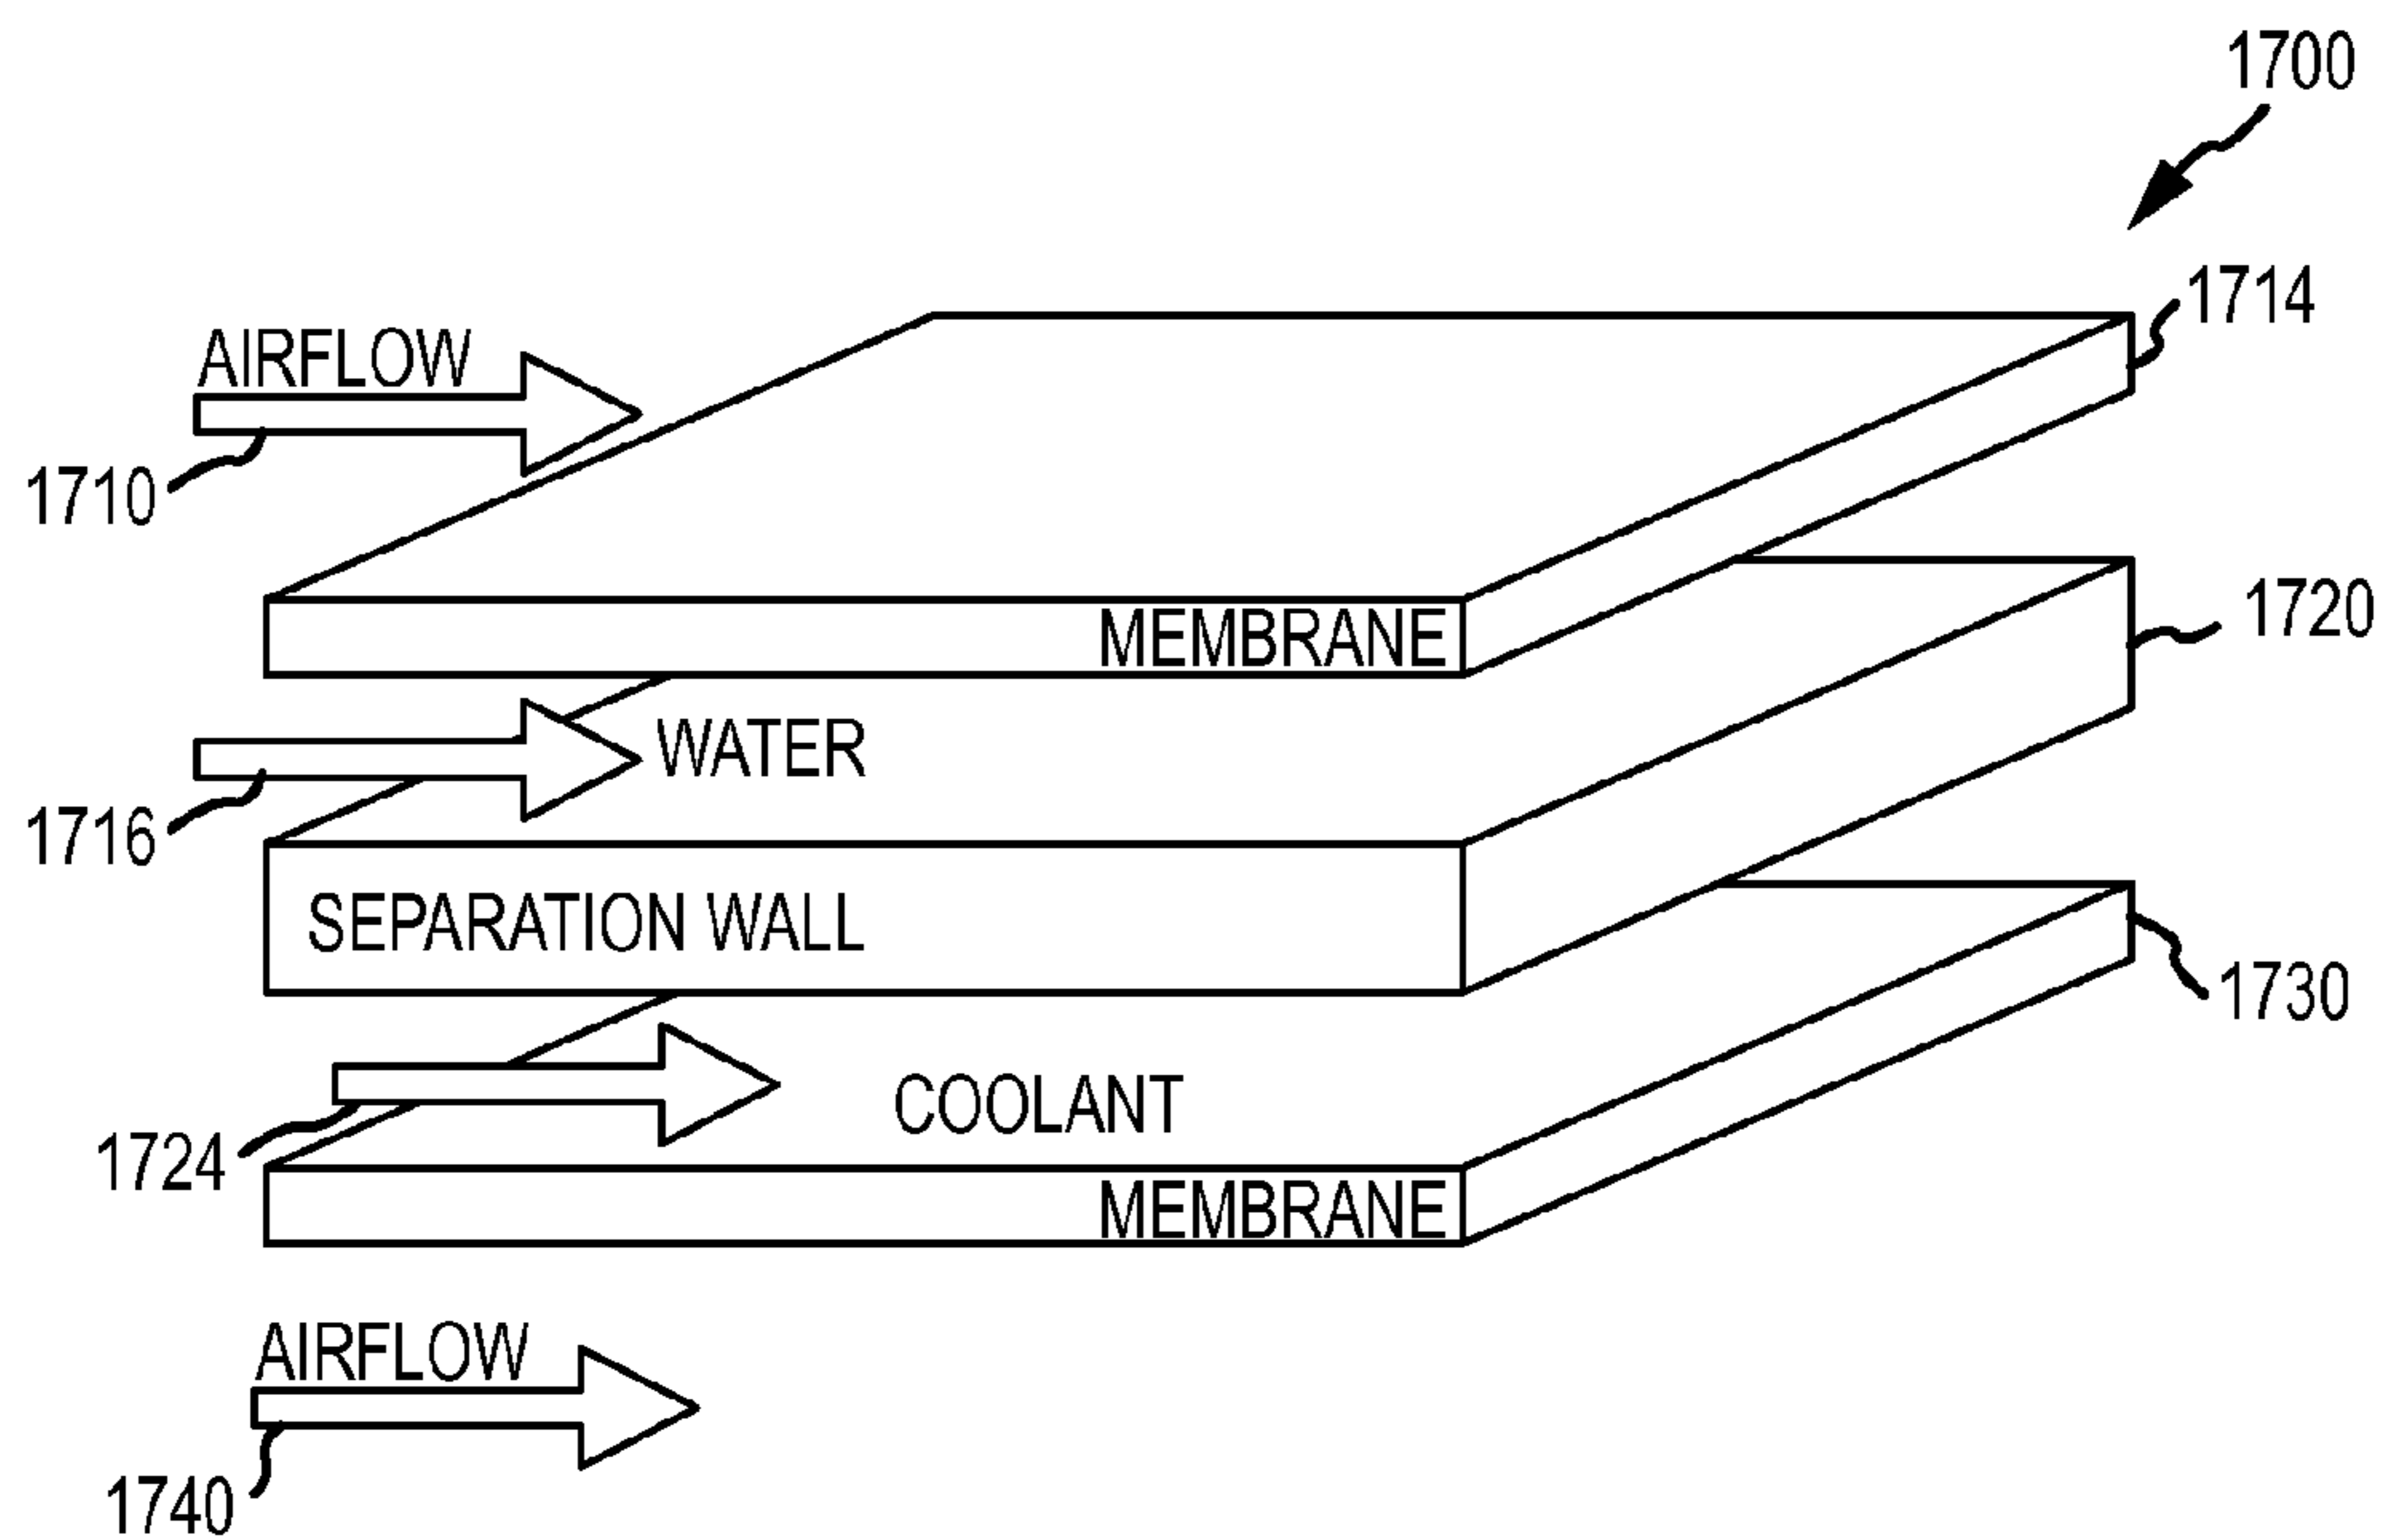 1700
1714
AIRFLOW
1710
1720
MEMBRANE
WATER
1716
SEPARATION WALL
1730
COOLANT
1724
MEMBRANE
AIRFLOW
1740